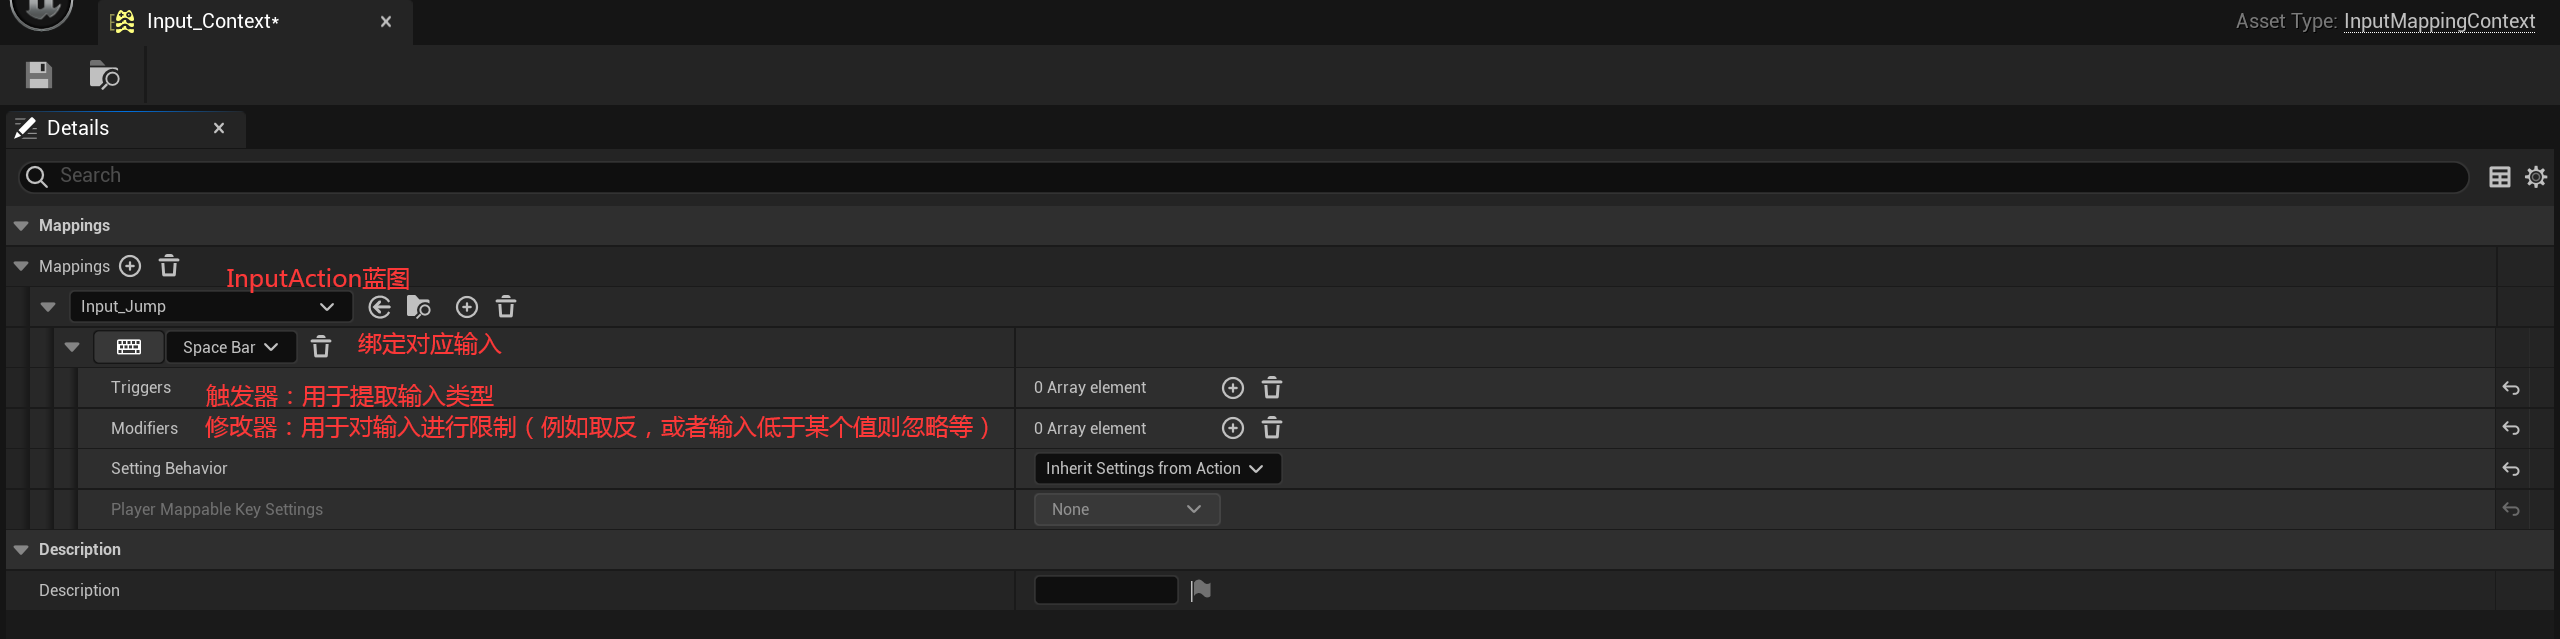 Input_Context*
Asset Type: InputMappingContext
Details
Search
Mappings
Mappings
InputAction蓝图
Input_Jump
Space Bar
绑定对应输入
Triggers
触发器：用于提取输入类型
0 Array element
Modifiers
修改器：用于对输入进行限制（例如取反，或者输入低于某个值则忽略等）
0 Array element
Setting Behavior
Inherit Settings from Action
Player Mappable Key Settings
None
Description
Description